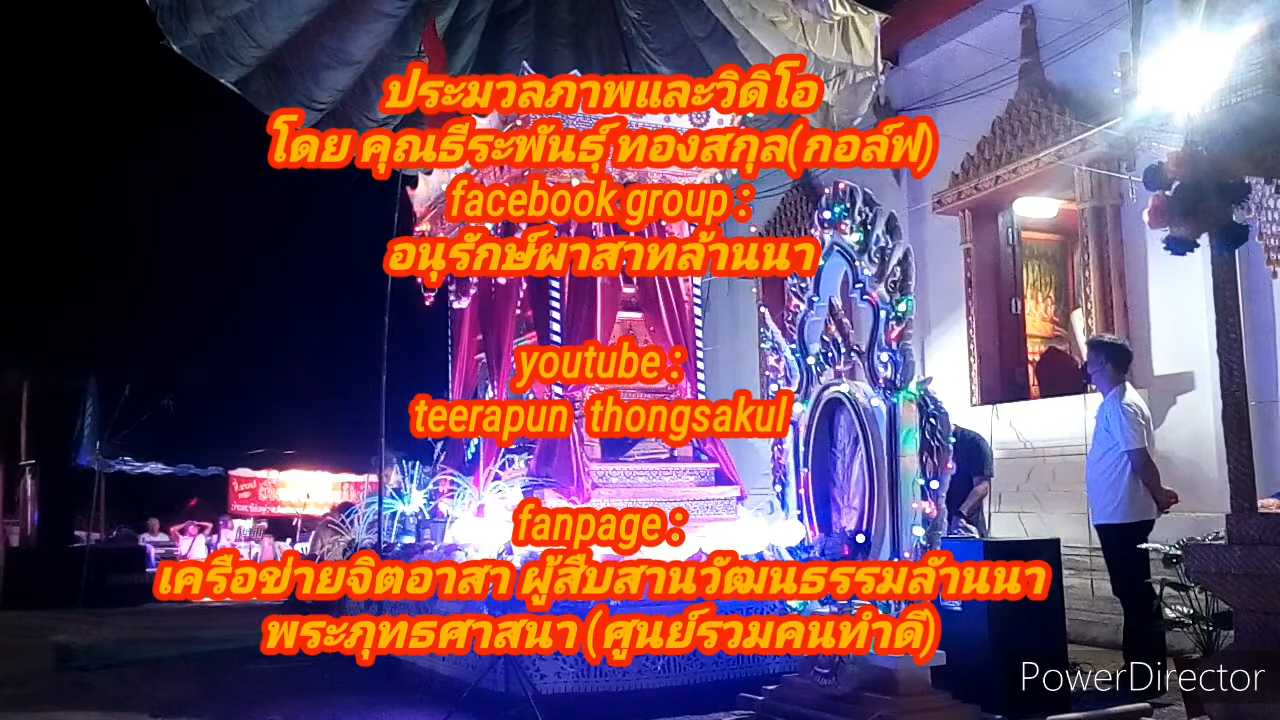 ประมวลภาพและวิดิโอ
โดย คุณธีระพันธุ์ ทองสกุล(กอล์ฟ)
facebook group :
อนุรักษ์ผาสาทล้านนา
youtube :
teerapun thongsakul
fanpage :
เครือข่ายจิตอาสา ผู้สืบสานวัฒนธรรมล้านนา
พระภุทธศาสนา (ศูนย์รวมคนทำดี)
PowerDirector